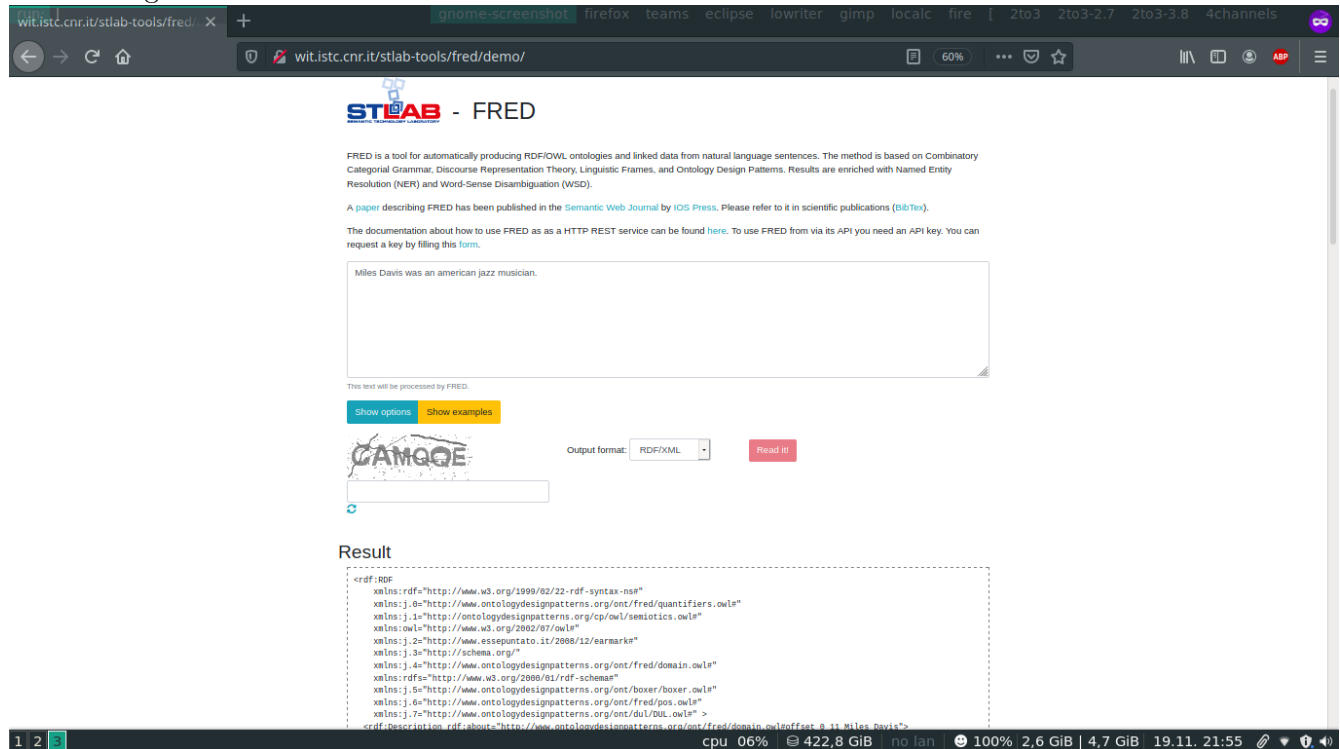 wit.istc.cnr.it/stlab-tools/fred/
gnome-screenshot firefox teams eclipse lowriter gimp localc fire [ 2to3 2to3-2.7 2to3-3.8 4channels
wit.istc.cnr.it/stlab-tools/fred/demo/
60%
ABP
STLAB - FRED
SEMANTIC TECHNOLOGY LABORATORY
FRED is a tool for automatically producing RDF/OWL ontologies and linked data from natural language sentences. The method is based on Combinatory
Categorial Grammar, Discourse Representation Theory, Linguistic Frames, and Ontology Design Patterns. Results are enriched with Named Entity
Resolution (NER) and Word-Sense Disambiguation (WSD).
A paper describing FRED has been published in the Semantic Web Journal by IOS Press. Please refer to it in scientific publications (BibTex).
The documentation about how to use FRED as as a HTTP REST service can be found here. To use FRED from via its API you need an API key. You can
request a key by filling this form.
Miles Davis was an american jazz musician.
This text will be processed by FRED.
Show options Show examples
CAMQQE
Output format: RDF/XML Read it!
Result
<rdf:RDF
xmlns:rdf="http://www.w3.org/1999/02/22-rdf-syntax-ns#"
xmlns:j.0="http://www.ontologydesignpatterns.org/ont/fred/quantifiers.owl#"
xmlns:j.1="http://ontologydesignpatterns.org/cp/owl/semiotics.owl#"
xmlns:owl="http://www.w3.org/2002/07/owl#"
xmlns:j.2="http://www.essepuntato.it/2008/12/earmark#"
xmlns:j.3="http://schema.org/"
xmlns:j.4="http://www.ontologydesignpatterns.org/ont/fred/domain.owl#"
xmlns:rdfs="http://www.w3.org/2000/01/rdf-schema#"
xmlns:j.5="http://www.ontologydesignpatterns.org/ont/boxer/boxer.owl#"
xmlns:j.6="http://www.ontologydesignpatterns.org/ont/fred/pos.owl#"
xmlns:j.7="http://www.ontologydesignpatterns.org/ont/dul/DUL.owl#" >
<rdf:Description rdf:about="http://www.ontologydesignpatterns.org/ont/fred/domain.owl#offset_0_11_Miles Davis">
1 2 3
cpu 06% 422,8 GiB no lan 100% 2,6 GiB | 4,7 GiB 19.11. 21:55